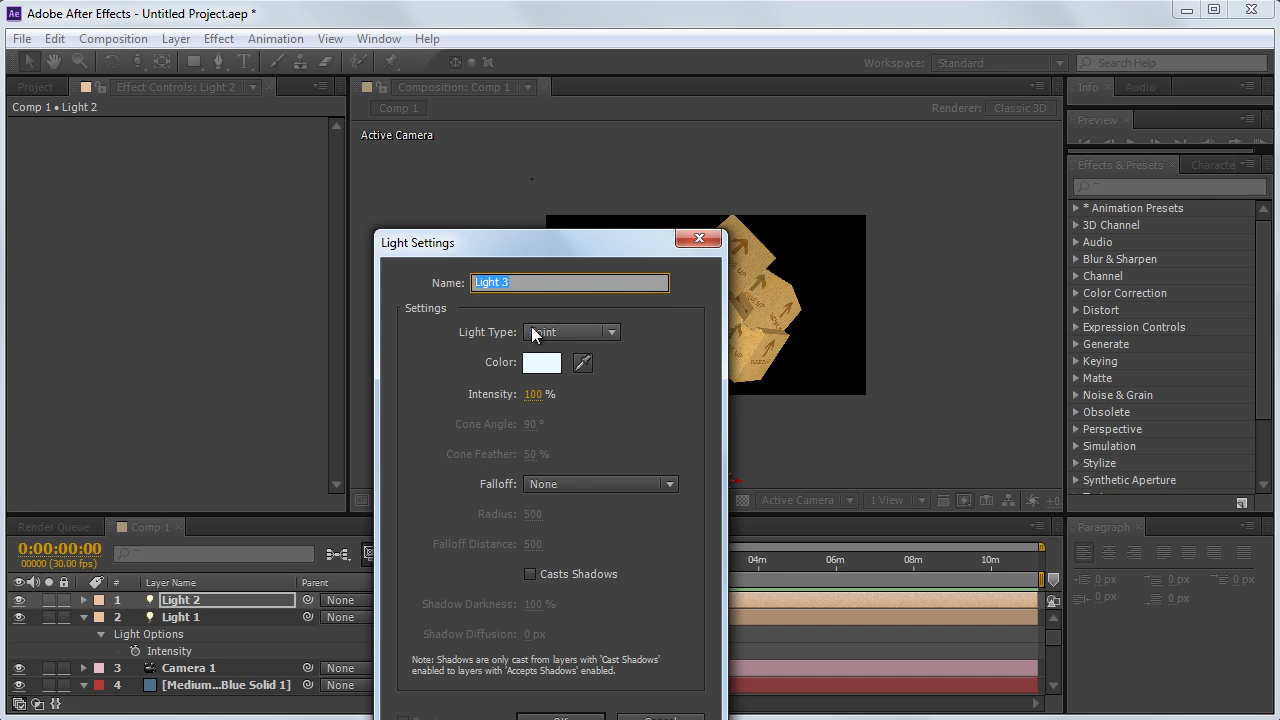 Adobe After Effects - Untitled Project.aep *
File Edit Composition Layer Effect Animation View Window Help
Workspace: Standard Search Help
Project Effect Controls: Light 2 Composition: Comp 1 Info Audio
Comp 1 • Light 2
Comp 1 Renderer: Classic 3D
Active Camera
Preview
Effects & Presets Characte
* Animation Presets
3D Channel
Audio
Blur & Sharpen
Channel
Color Correction
Distort
Expression Controls
Generate
Keying
Matte
Noise & Grain
Obsolete
Perspective
Simulation
Stylize
Synthetic Aperture
Light Settings
Name: Light 3
Settings
Light Type:
Color:
Intensity: 100 %
Cone Angle: 90 °
Cone Feather: 50 %
Falloff: None
Radius: 500
Falloff Distance: 500
Casts Shadows
Shadow Darkness: 100 %
Shadow Diffusion: 0 px
Note: Shadows are only cast from layers with 'Cast Shadows'
enabled to layers with 'Accepts Shadows' enabled.
Active Camera 1 View +0.
Render Queue Comp 1
0:00:00:00
00000 (30.00 fps)
# Layer Name Parent
1 Light 2 None
2 Light 1 None
Light Options
Intensity
3 Camera 1 None
4 [Medium...Blue Solid 1] None
04m 06m 08m 10m
Paragraph
0 px 0 px 0 px
0 px 0 px